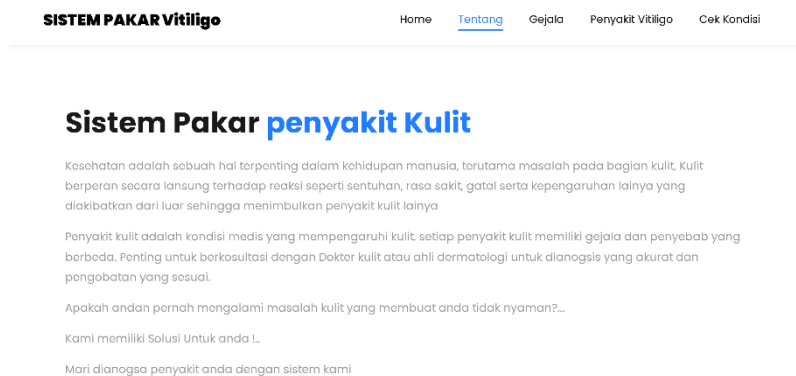 SISTEM PAKAR Vitiligo
Home Tentang Gejala Penyakit Vitiligo Cek Kondisi
Sistem Pakar penyakit Kulit
Kesehatan adalah sebuah hal terpenting dalam kehidupan manusia, terutama masalah pada bagian kulit, Kulit
berperan secara lansung terhadap reaksi seperti sentuhan, rasa sakit, gatal serta kepengaruhan lainya yang
diakibatkan dari luar sehingga menimbulkan penyakit kulit lainya
Penyakit kulit adalah kondisi medis yang mempengaruhi kulit. setiap penyakit kulit memiliki gejala dan penyebab yang
berbeda. Penting untuk berkosultasi dengan Dokter kulit atau ahli dermatologi untuk dianogsis yang akurat dan
pengobatan yang sesuai.
Apakah andan pernah mengalami masalah kulit yang membuat anda tidak nyaman?...
Kami memiliki Solusi Untuk anda !..
Mari dianogsa penyakit anda dengan sistem kami